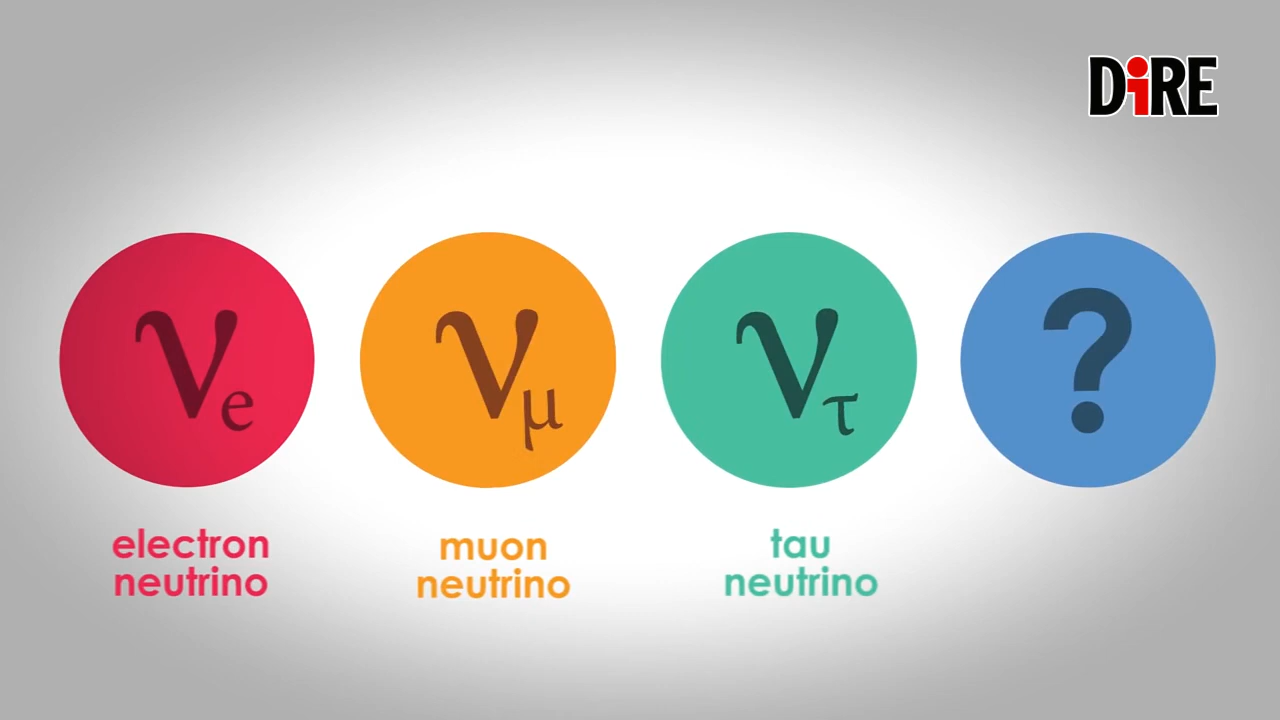 DiRE
νe
νμ
ντ
?
electron
neutrino
muon
neutrino
tau
neutrino